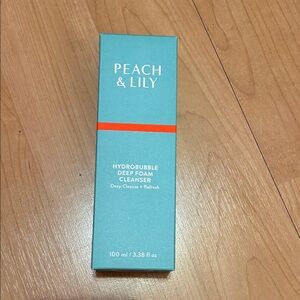 PEACH
& LILY
HYDROBUBBLE
DEEP FOAM
CLEANSER
Deep Cleanse + Refresh
100 ml / 3.38 fl oz